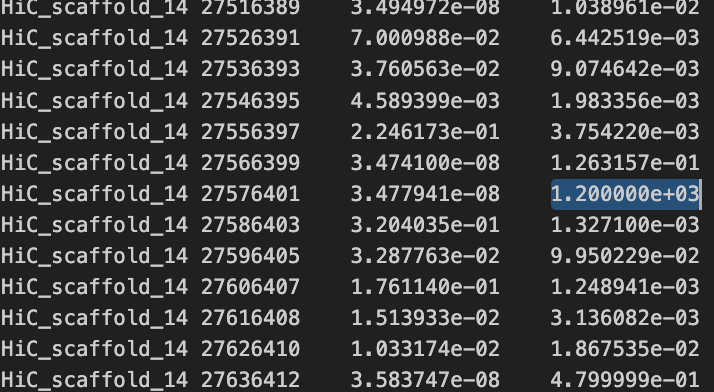 HiC_scaffold_14 27516389 3.494972e-08 1.038961e-02
HiC_scaffold_14 27526391 7.000988e-02 6.442519e-03
HiC_scaffold_14 27536393 3.760563e-02 9.074642e-03
HiC_scaffold_14 27546395 4.589399e-03 1.983356e-03
HiC_scaffold_14 27556397 2.246173e-01 3.754220e-03
HiC_scaffold_14 27566399 3.474100e-08 1.263157e-01
HiC_scaffold_14 27576401 3.477941e-08 1.200000e+03
HiC_scaffold_14 27586403 3.204035e-01 1.327100e-03
HiC_scaffold_14 27596405 3.287763e-02 9.950229e-02
HiC_scaffold_14 27606407 1.761140e-01 1.248941e-03
HiC_scaffold_14 27616408 1.513933e-02 3.136082e-03
HiC_scaffold_14 27626410 1.033174e-02 1.867535e-02
HiC_scaffold_14 27636412 3.583747e-08 4.799999e-01